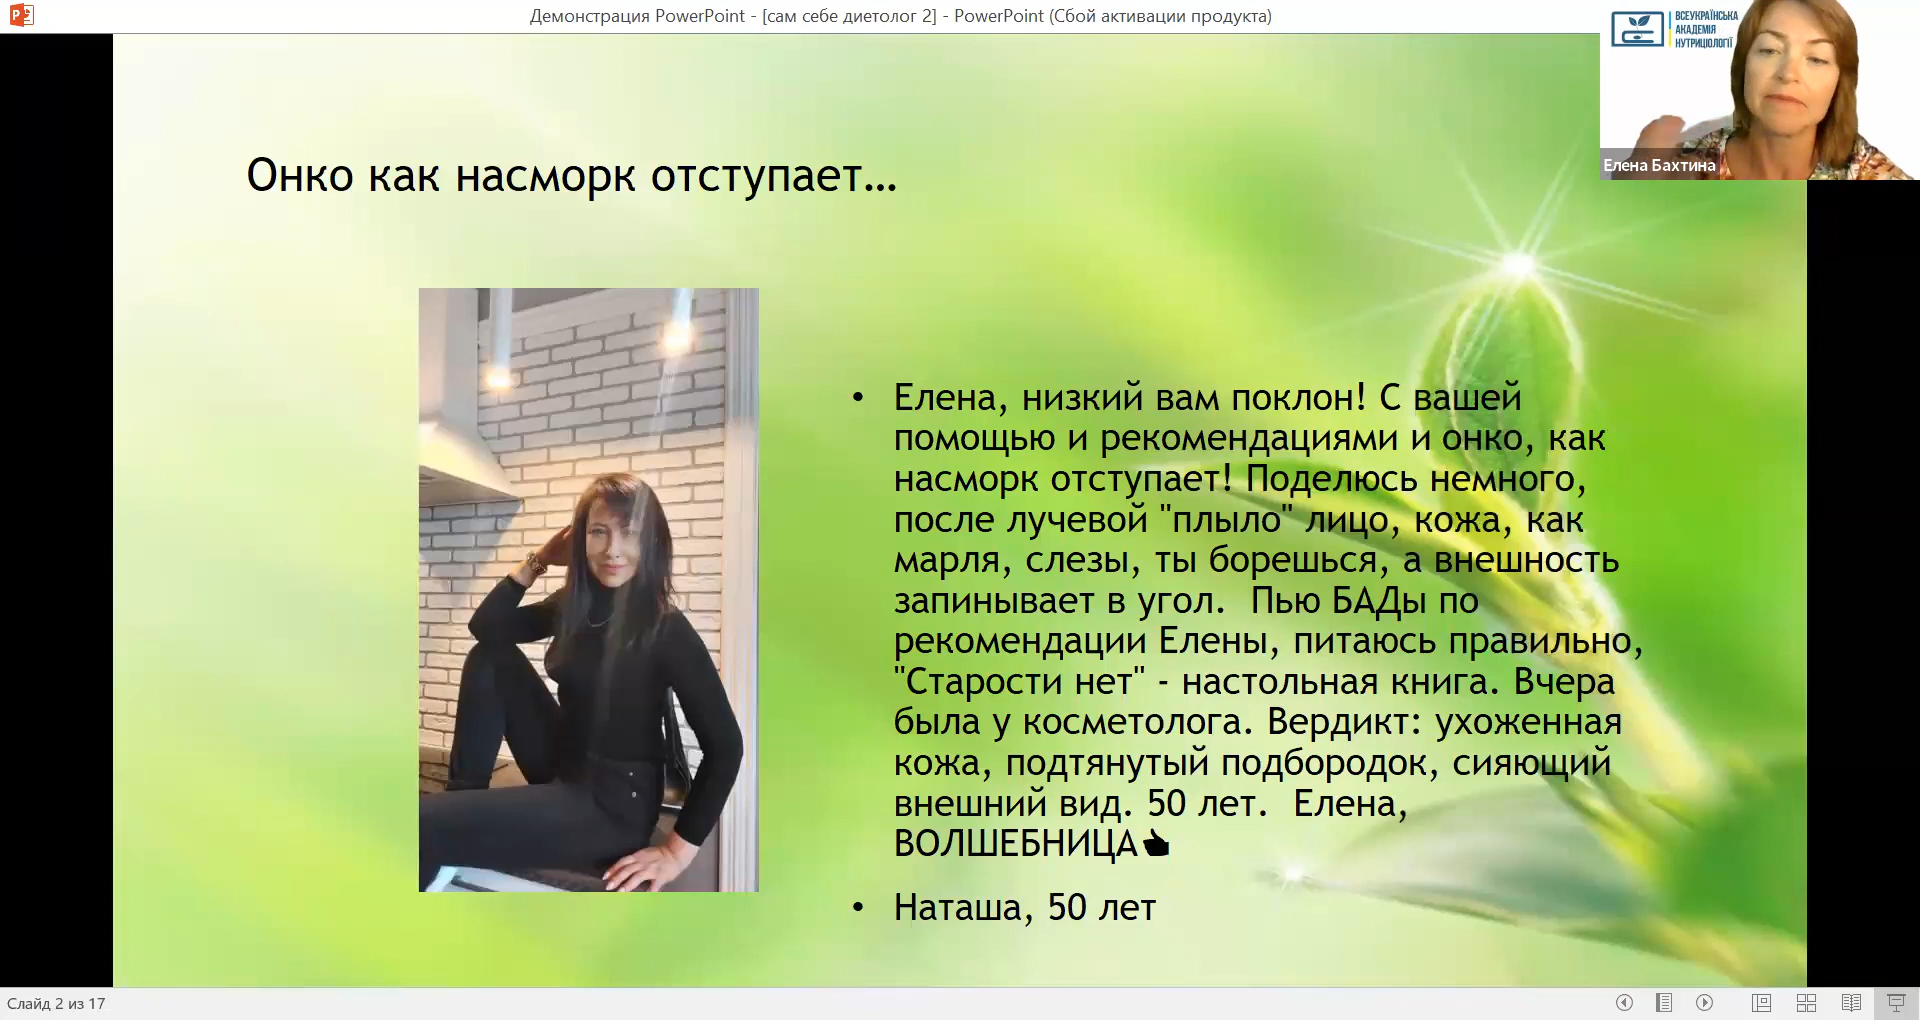 Демонстрация PowerPoint - [сам себе диетолог 2] - PowerPoint (Сбой активации продукта)
ВСЕУКРАЇНСЬКА
АКАДЕМІЯ
НУТРИЦІОЛОГІЇ
Елена Бахтина
Онко как насморк отступает...
• Елена, низкий вам поклон! С вашей
помощью и рекомендациями и онко, как
насморк отступает! Поделюсь немного,
после лучевой "плыло" лицо, кожа, как
марля, слезы, ты борешься, а внешность
запинывает в угол. Пью БАДы по
рекомендации Елены, питаюсь правильно,
"Старости нет" - настольная книга. Вчера
была у косметолога. Вердикт: ухоженная
кожа, подтянутый подбородок, сияющий
внешний вид. 50 лет. Елена,
ВОЛШЕБНИЦА
• Наташа, 50 лет
Слайд 2 из 17